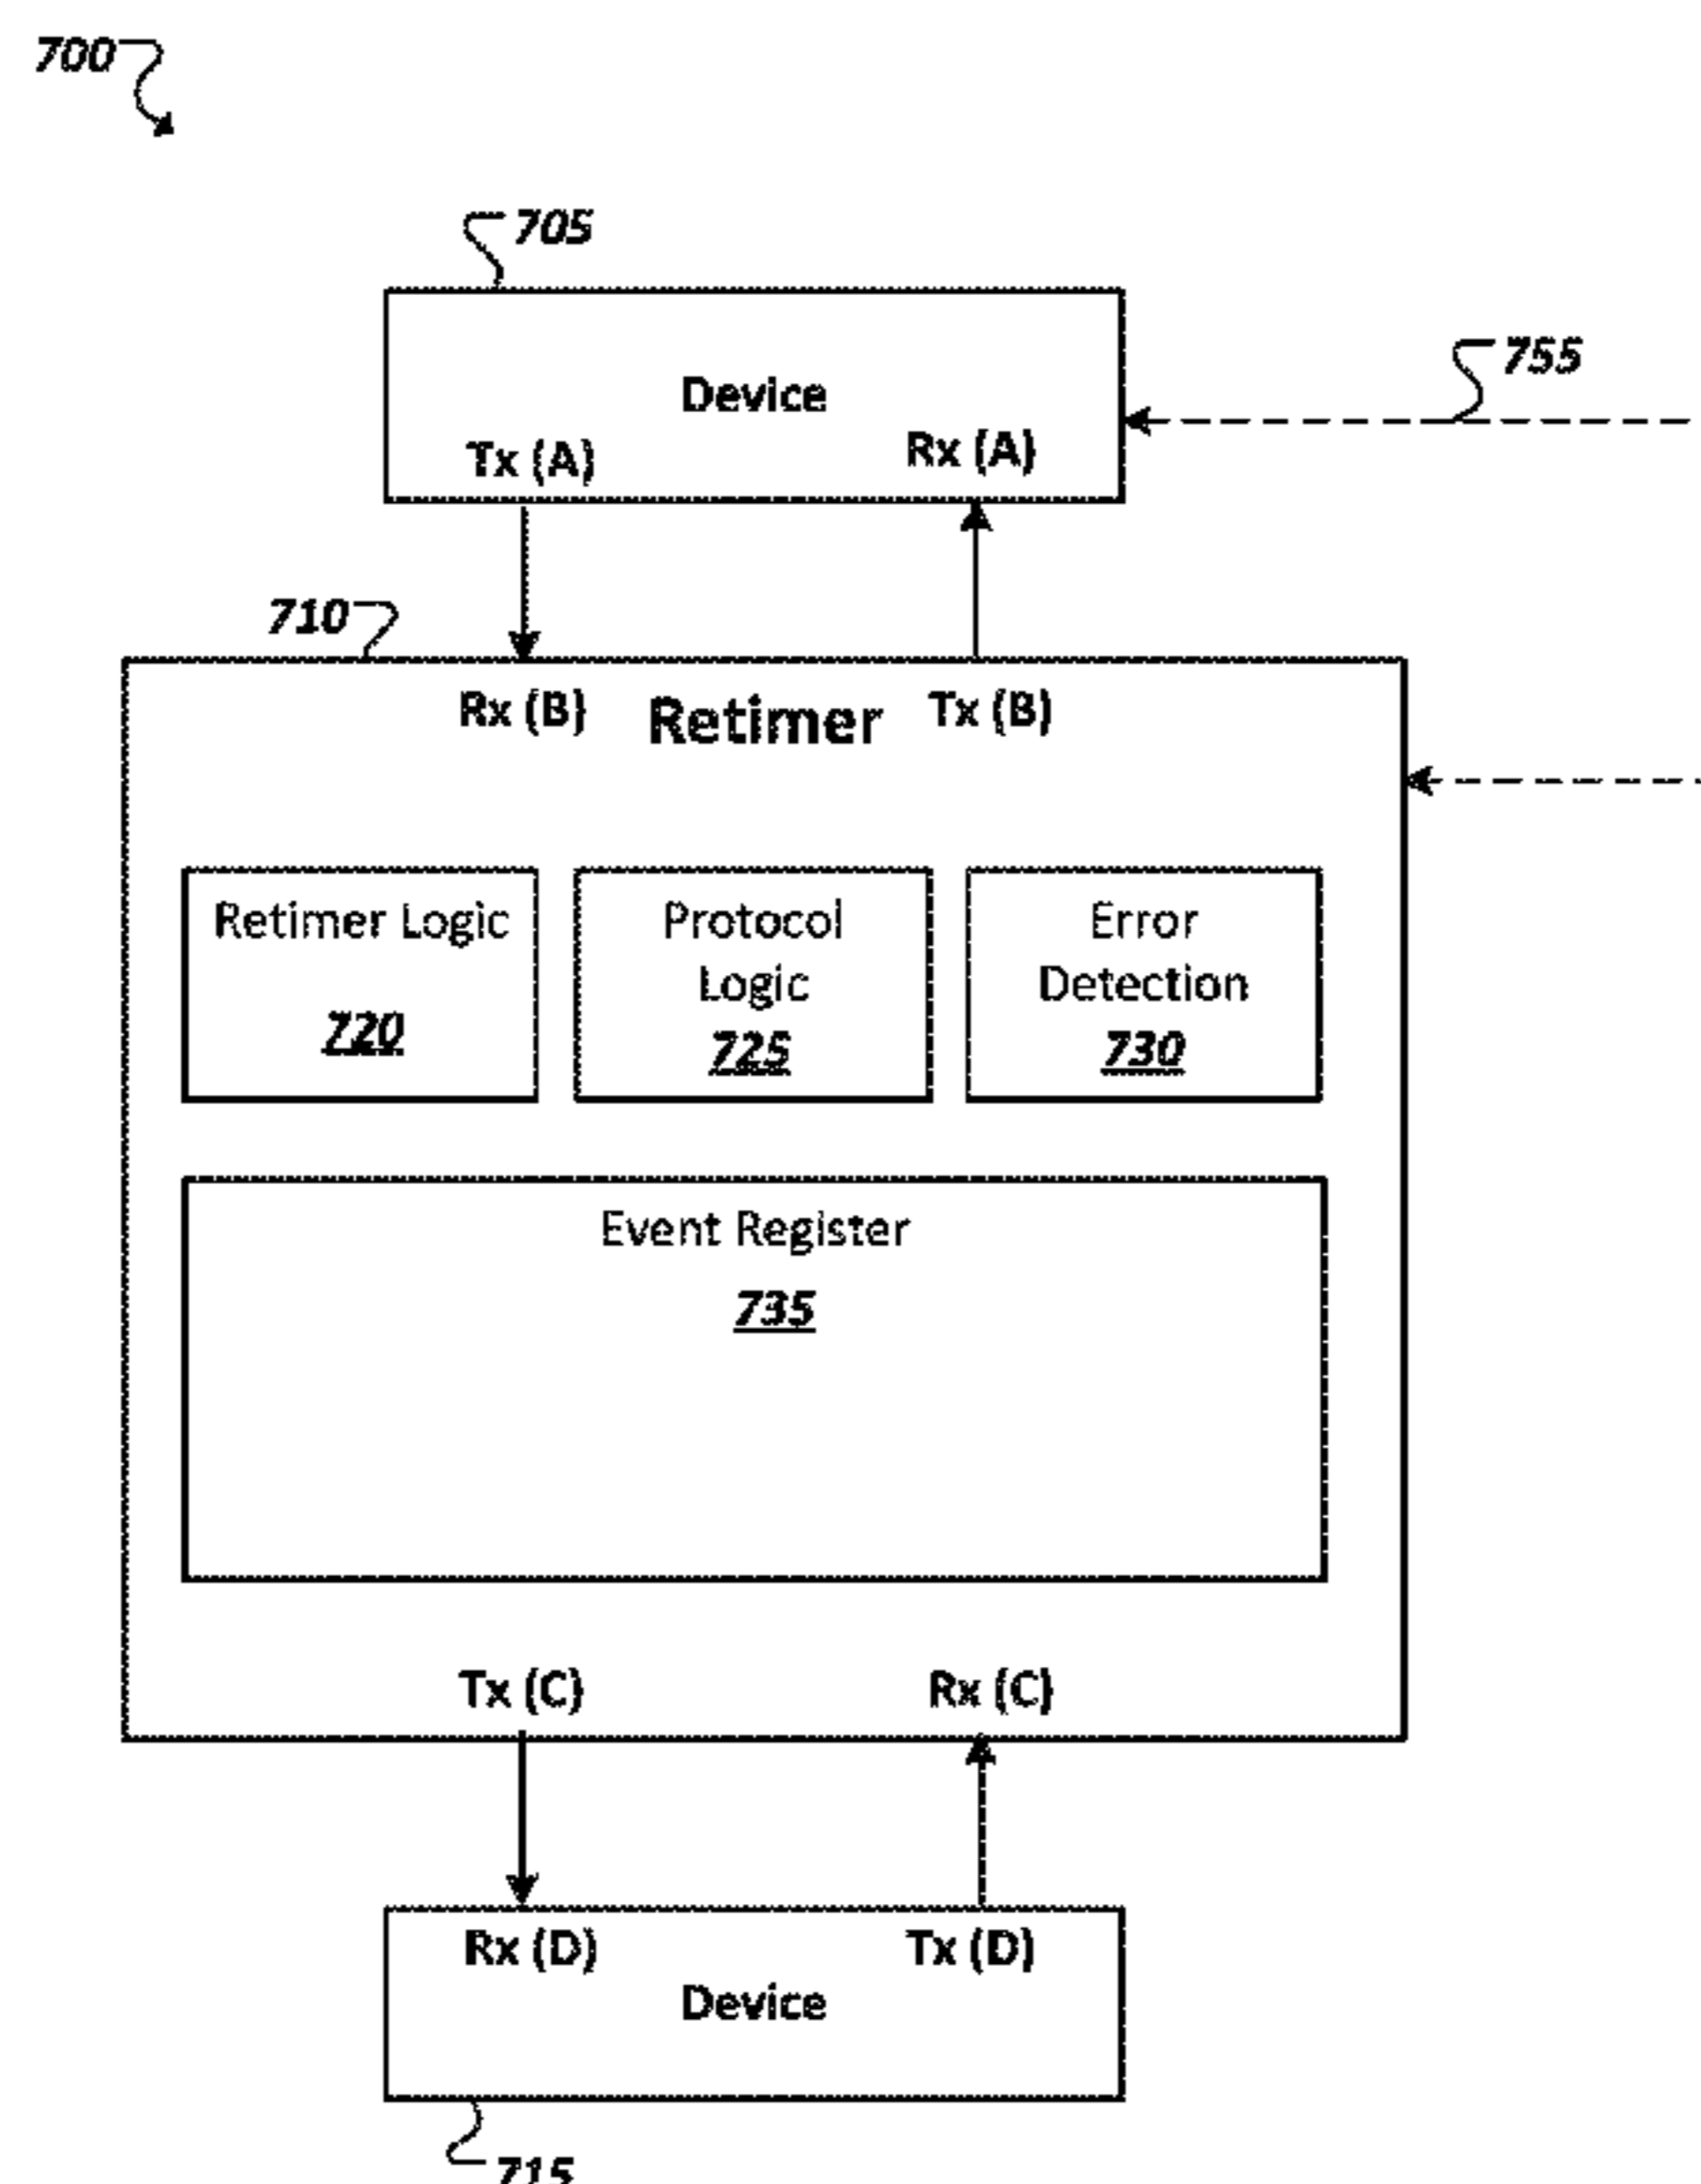 700
705
755
Device
Tx (A) Rx (A)
710
Rx (B) Retimer Tx (B)
Retimer Logic
720
Protocol
Logic
725
Error
Detection
730
Event Register
735
Tx (C) Rx (C)
Rx (D) Tx (D)
Device
715